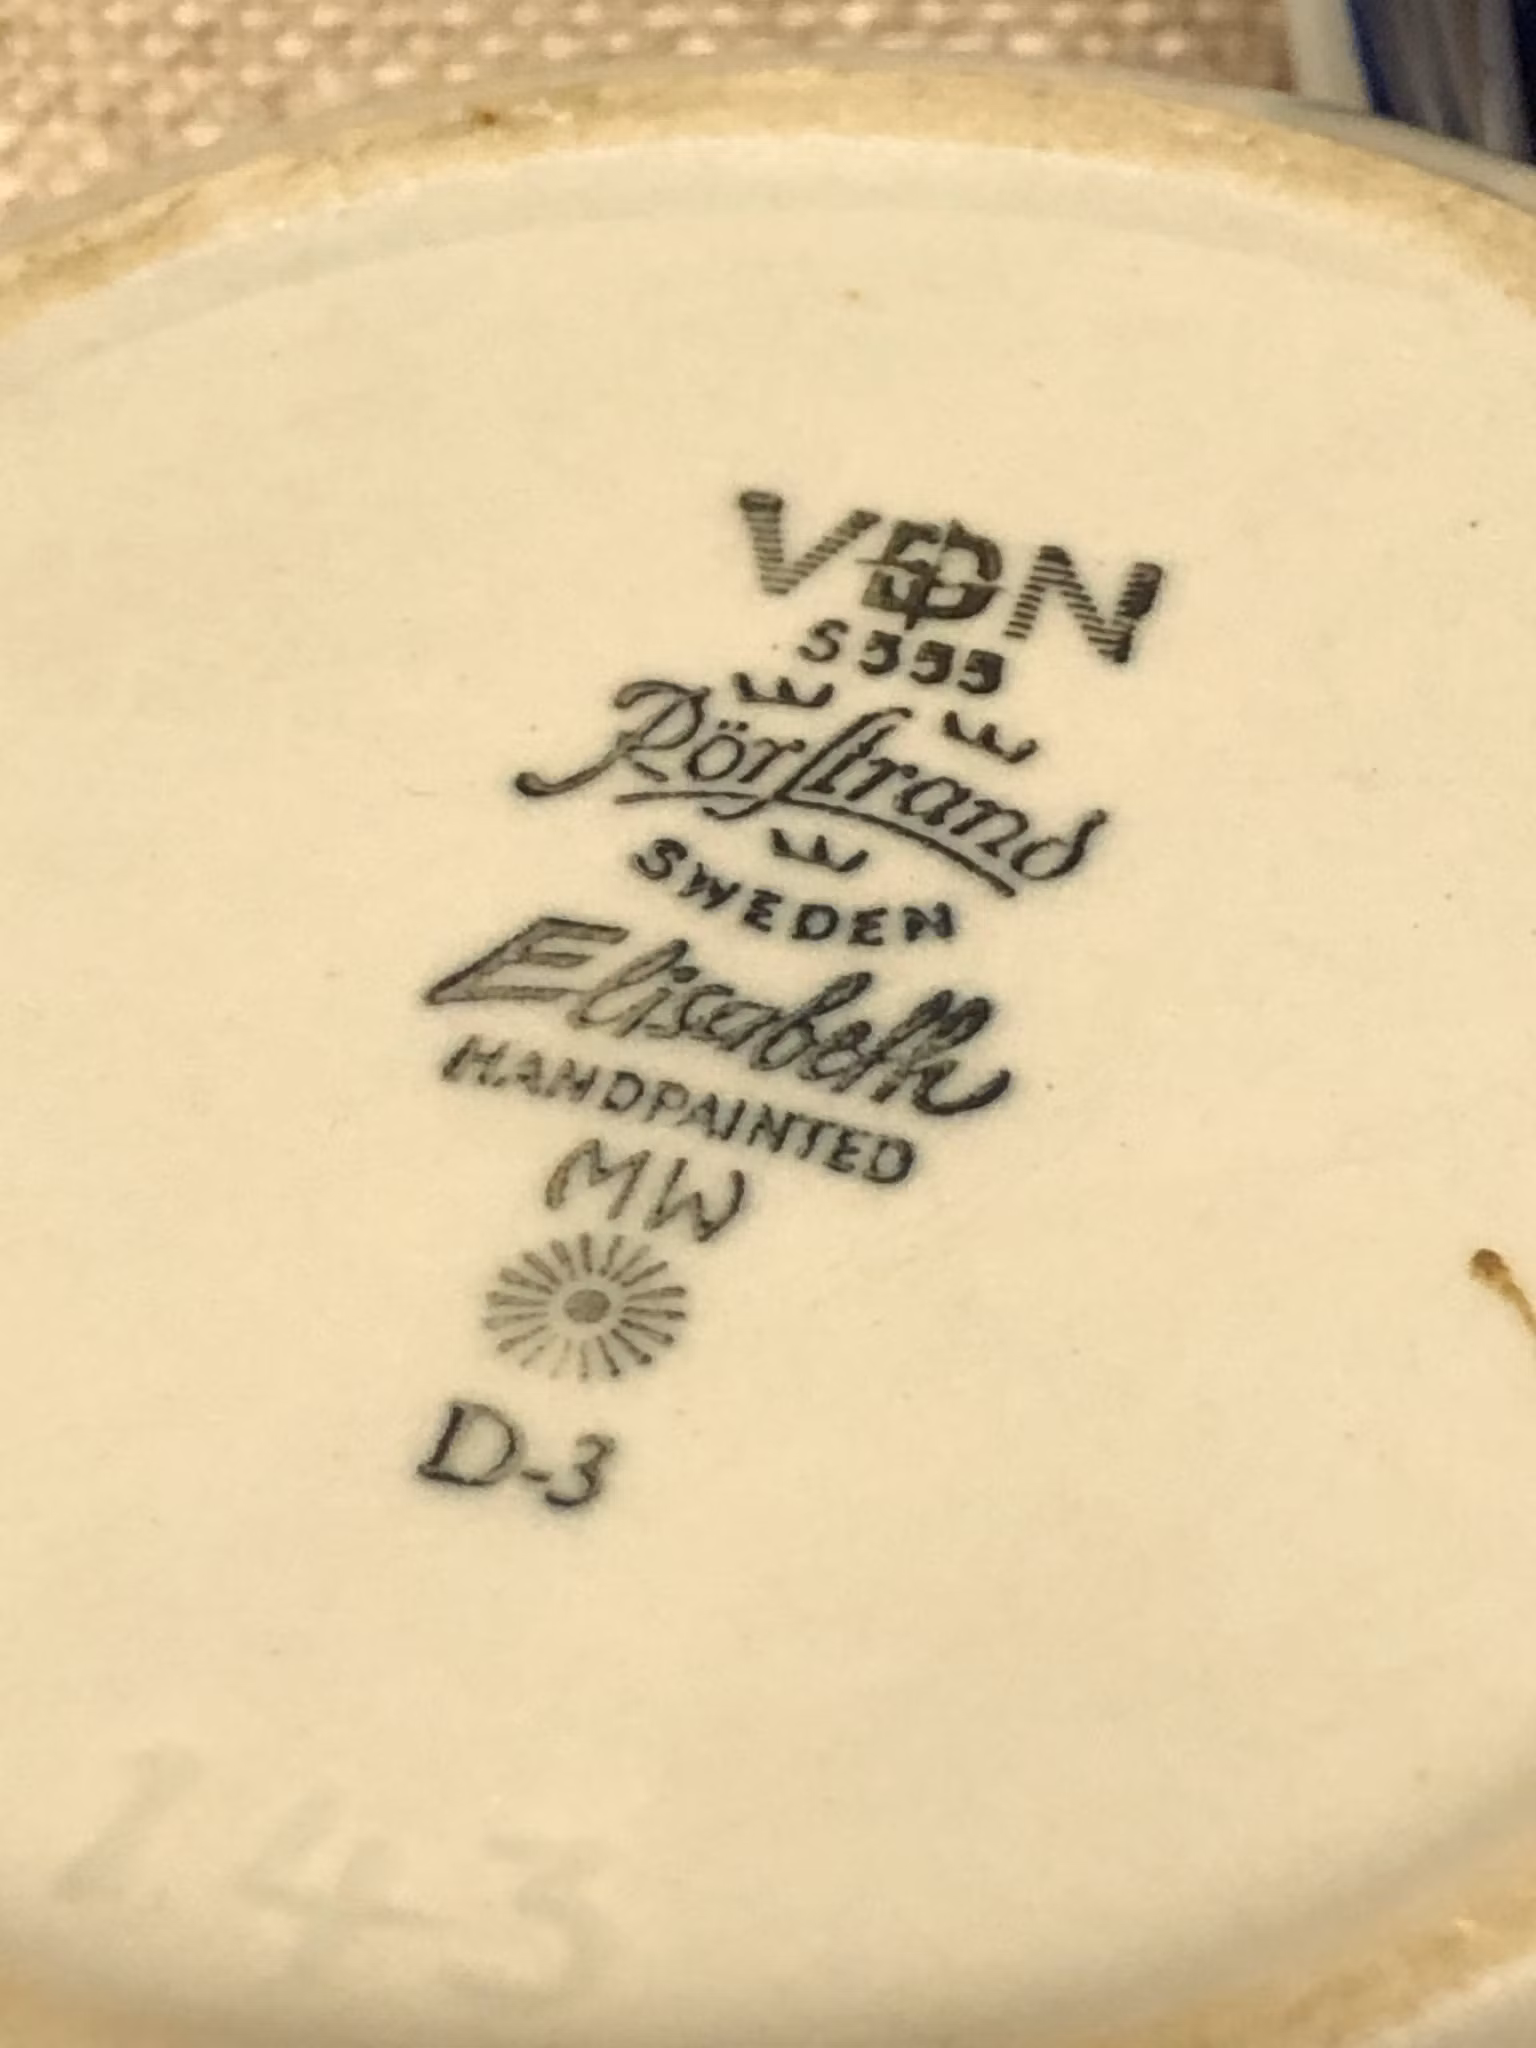 VDN
S555
Rörstrand
SWEDEN
Elisabeth
HANDPAINTED
MW
D-3